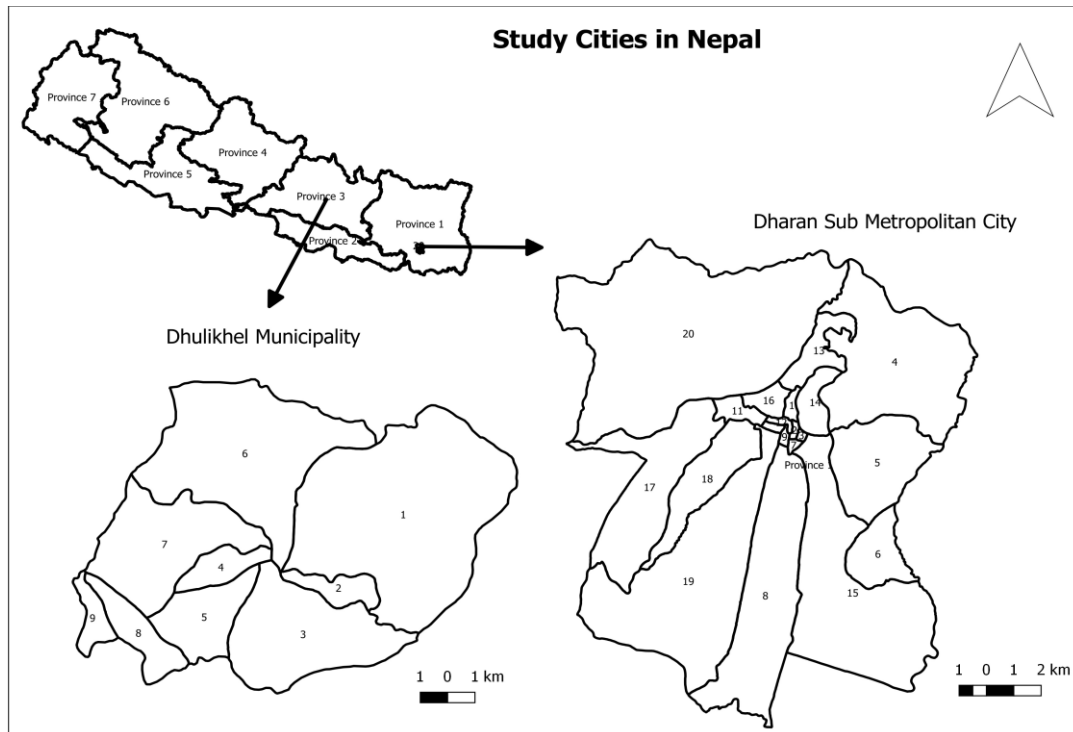 Study Cities in Nepal
Province 7
Province 6
Province 4
Province 5
Province 3
Province 1
Province 2
Dharan Sub Metropolitan City
Dhulikhel Municipality
6
1
7
4
2
9
8
5
3
1 0 1 km
20
13
4
16
1
14
11
9
7
Province 1
5
17
18
6
19
8
15
1 0 1 2 km